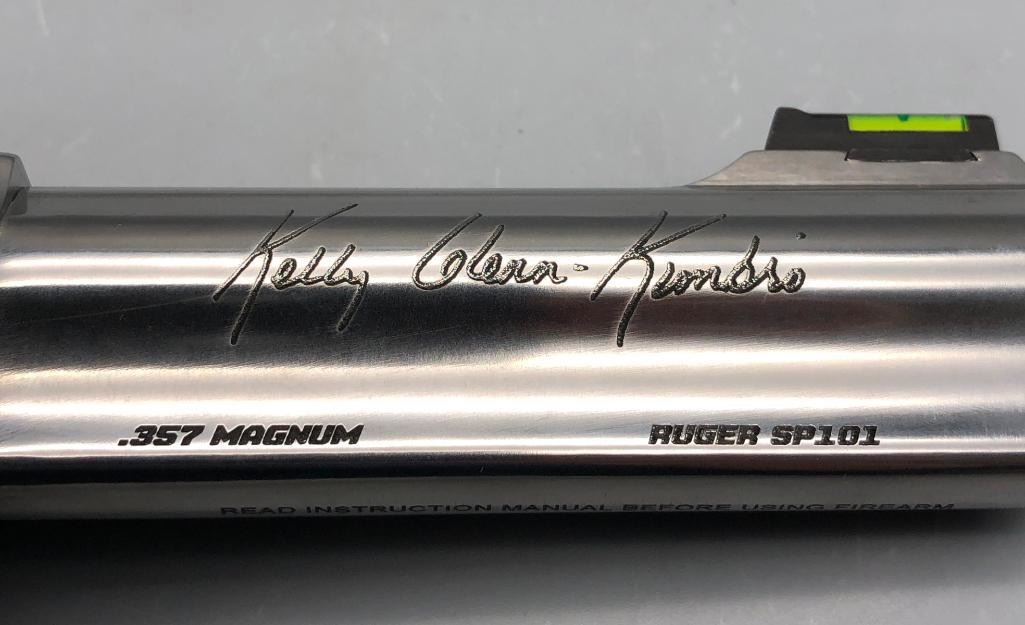 Kelly Glenn-Kimbro
.357 MAGNUM RUGER SP101
READ INSTRUCTION MANUAL BEFORE USING FIREARM